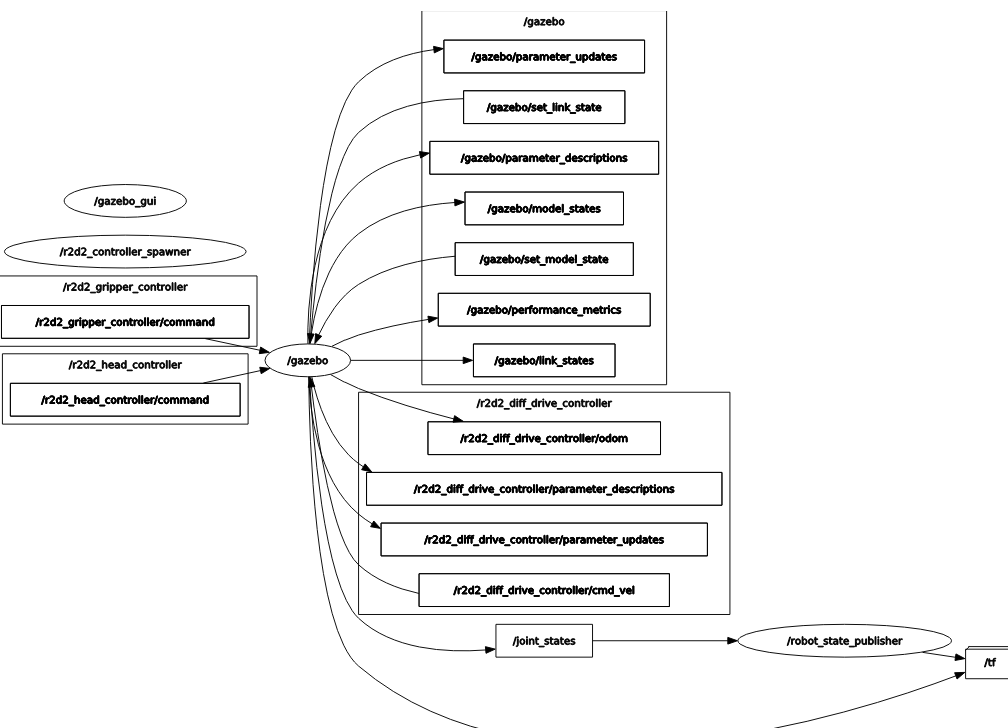 /gazebo
/gazebo/parameter_updates
/gazebo/set_link_state
/gazebo/parameter_descriptions
/gazebo_gui
/gazebo/model_states
/r2d2_controller_spawner
/gazebo/set_model_state
/r2d2_gripper_controller
/gazebo/performance_metrics
/r2d2_gripper_controller/command
/gazebo
/gazebo/link_states
/r2d2_head_controller
/r2d2_head_controller/command
/r2d2_diff_drive_controller
/r2d2_diff_drive_controller/odom
/r2d2_diff_drive_controller/parameter_descriptions
/r2d2_diff_drive_controller/parameter_updates
/r2d2_diff_drive_controller/cmd_vel
/joint_states
/robot_state_publisher
/tf